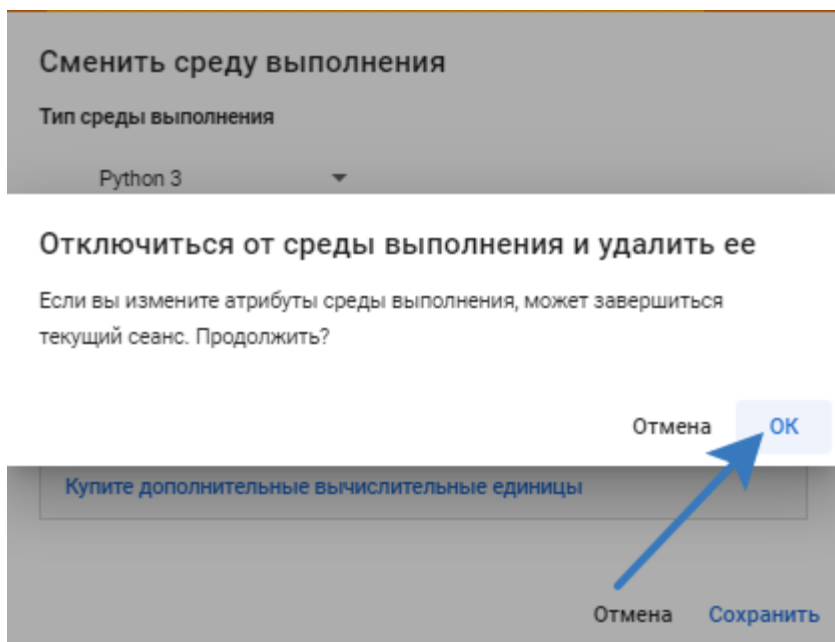 Сменить среду выполнения
Тип среды выполнения
Python 3
Отключиться от среды выполнения и удалить ее
Если вы измените атрибуты среды выполнения, может завершиться
текущий сеанс. Продолжить?
Отмена ОК
Купите дополнительные вычислительные единицы
Отмена Сохранить